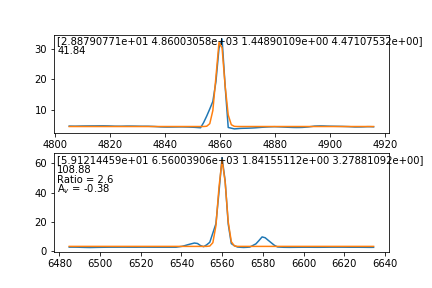 [2.88790771e+01 4.86003058e+03 1.44890109e+00 4.47107532e+00]
41.84
30
20
10
4800 4820 4840 4860 4880 4900 4920
[5.91214459e+01 6.56003906e+03 1.84155112e+00 3.27881092e+00]
108.88
Ratio = 2.6
Aᵥ = -0.38
60
40
20
0
6480 6500 6520 6540 6560 6580 6600 6620 6640